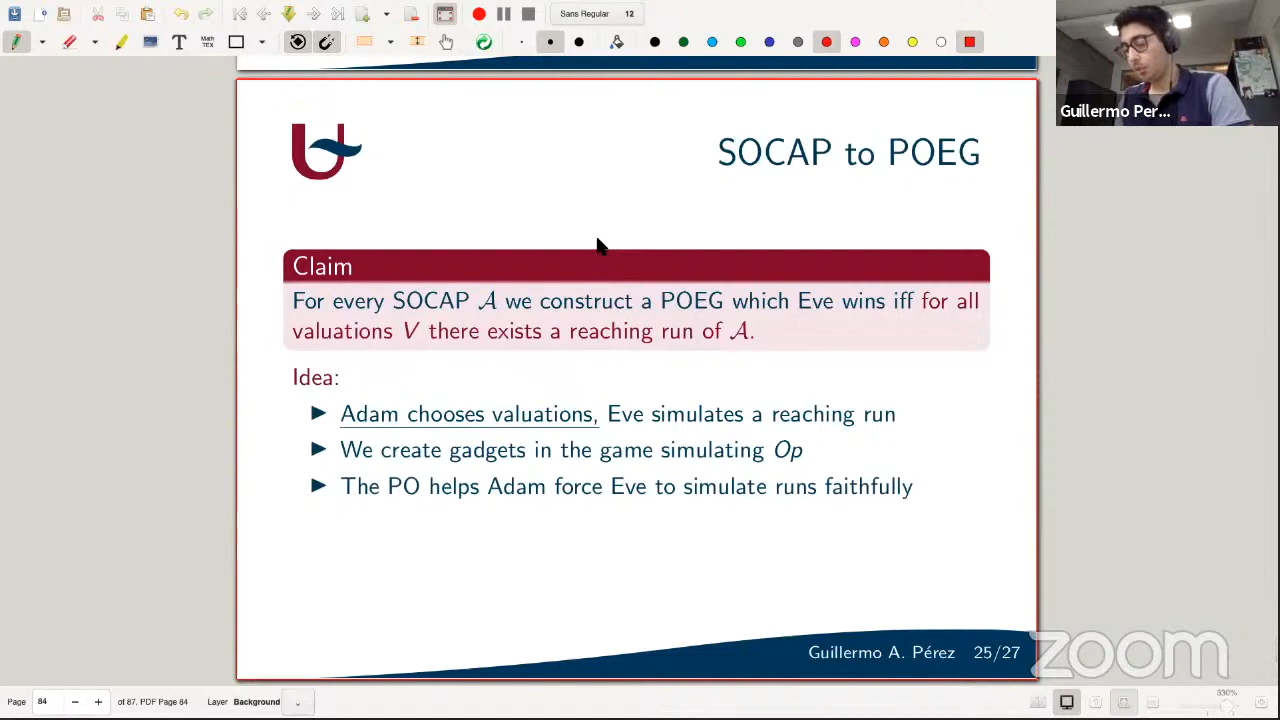 Sans Regular 12
Math
TEX
T
Guillermo Per...
SOCAP to POEG
Claim
For every SOCAP 𝒜 we construct a POEG which Eve wins iff for all
valuations V there exists a reaching run of 𝒜.
Idea:
▶ Adam chooses valuations, Eve simulates a reaching run
▶ We create gadgets in the game simulating Op
▶ The PO helps Adam force Eve to simulate runs faithfully
Guillermo A. Pérez 25/27
zoom
Page 84 of 87. PDF Page 84 Layer Background 330%